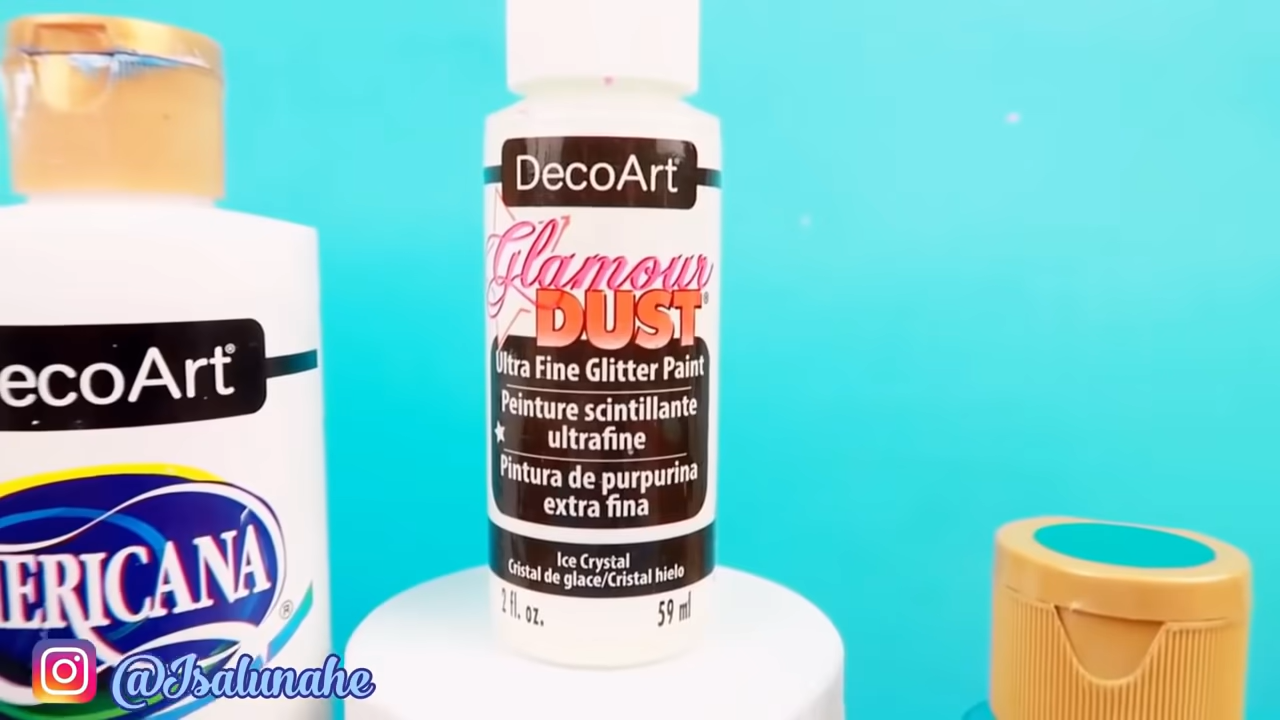 DecoArt
Glamour
DUST®
Ultra Fine Glitter Paint
Peinture scintillante
ultrafine
Pintura de purpurina
extra fina
Ice Crystal
Cristal de glace/Cristal hielo
2 fl. oz. 59 ml
ecoArt®
ERICANA®
@Isalunahe